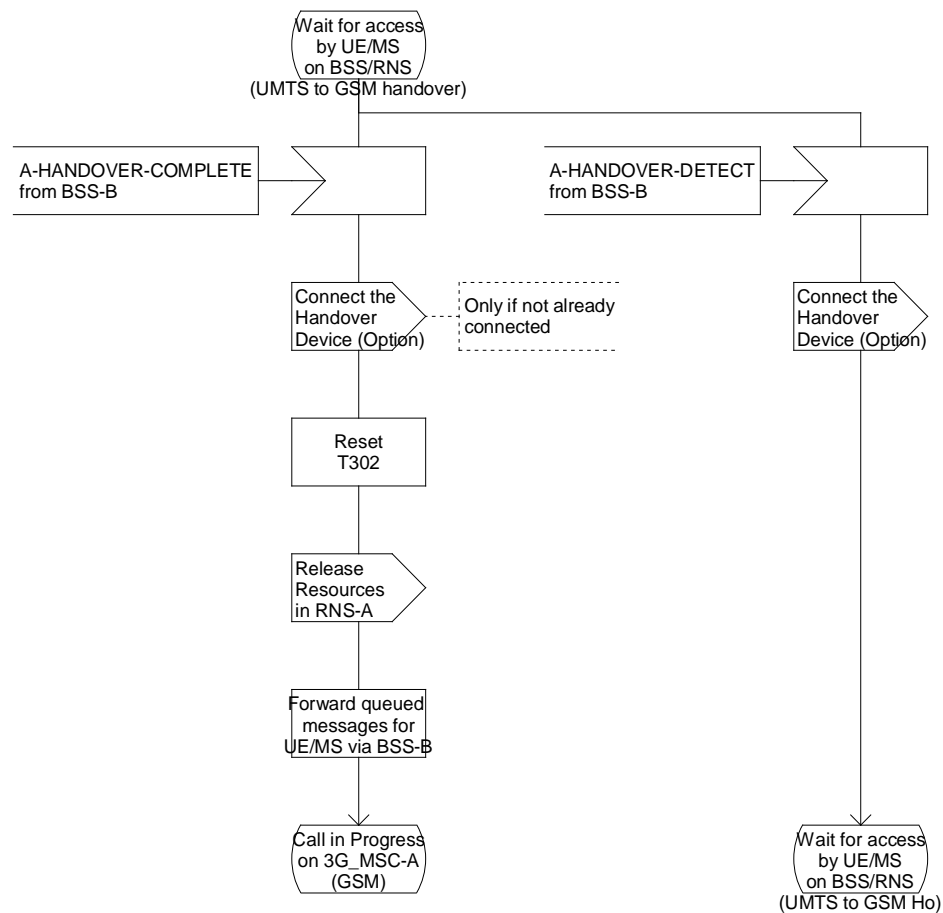 Wait for access
by UE/MS
on BSS/RNS
(UMTS to GSM handover)
A-HANDOVER-COMPLETE
from BSS-B
A-HANDOVER-DETECT
from BSS-B
Connect the
Handover
Device (Option)
Only if not already
connected
Connect the
Handover
Device (Option)
Reset
T302
Release
Resources
in RNS-A
Forward queued
messages for
UE/MS via BSS-B
Call in Progress
on 3G_MSC-A
(GSM)
Wait for access
by UE/MS
on BSS/RNS
(UMTS to GSM Ho)